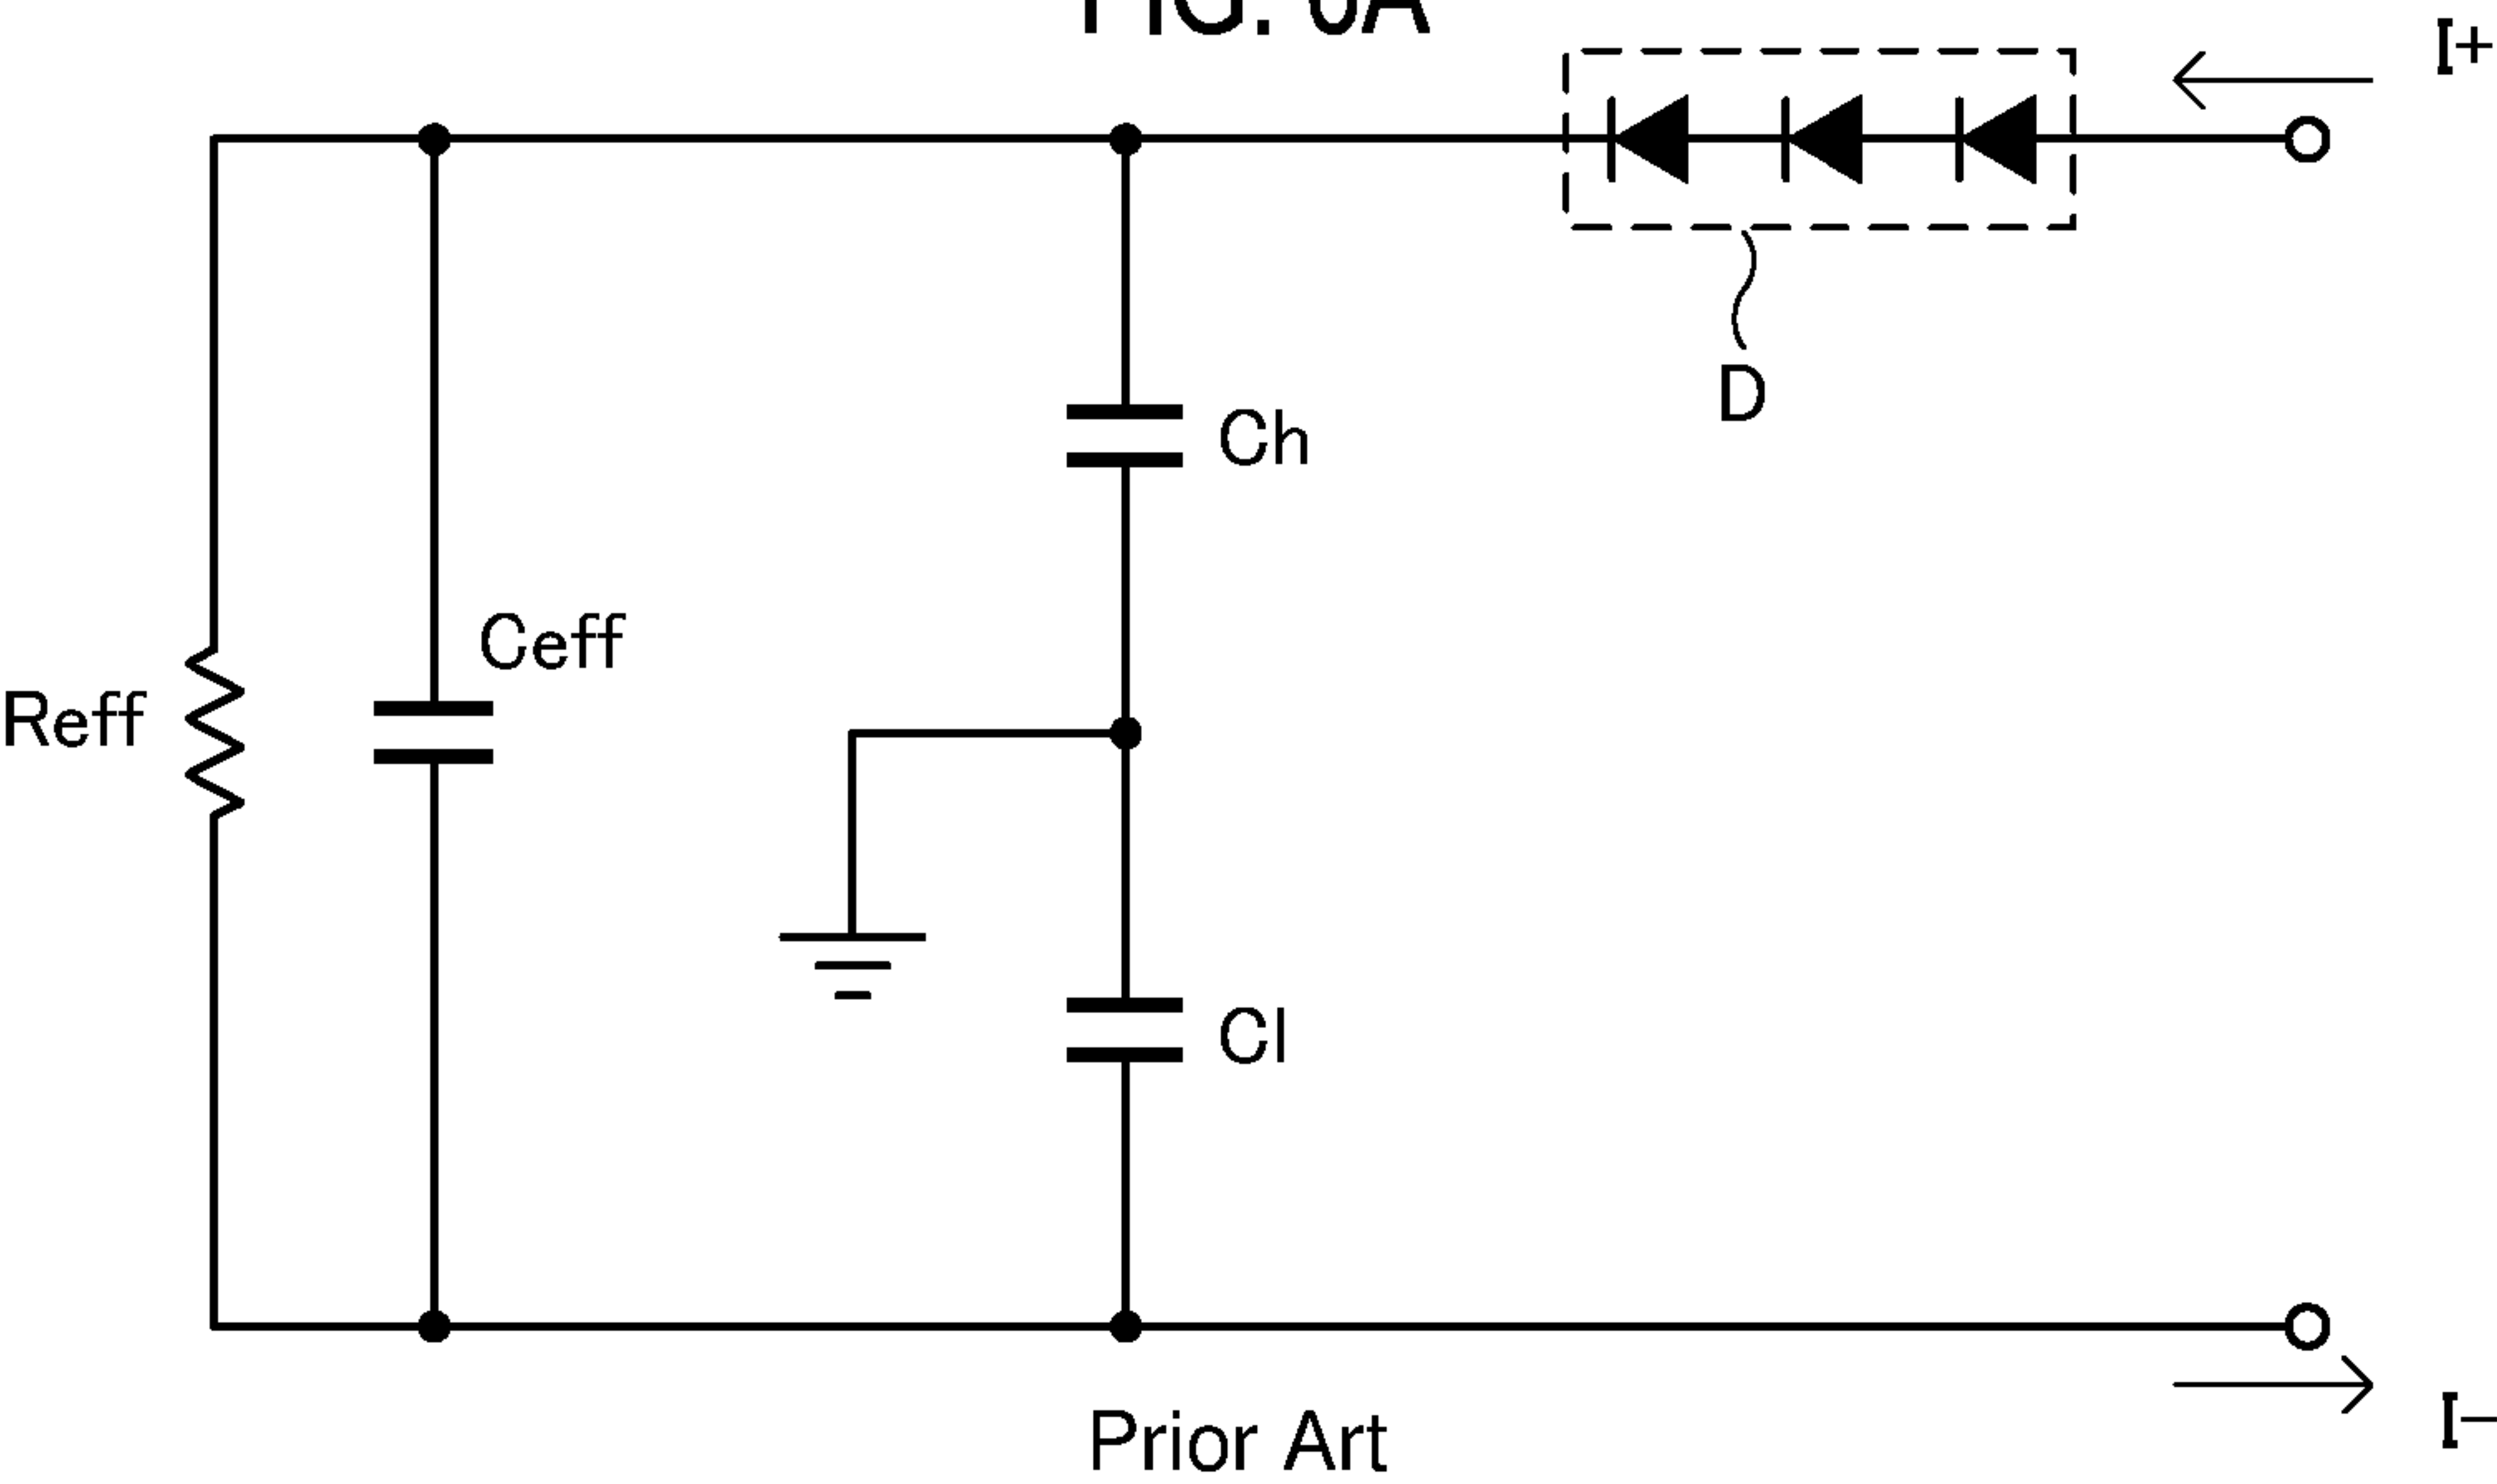 I+
D
Ch
Ceff
Reff
Cl
Prior Art
I−